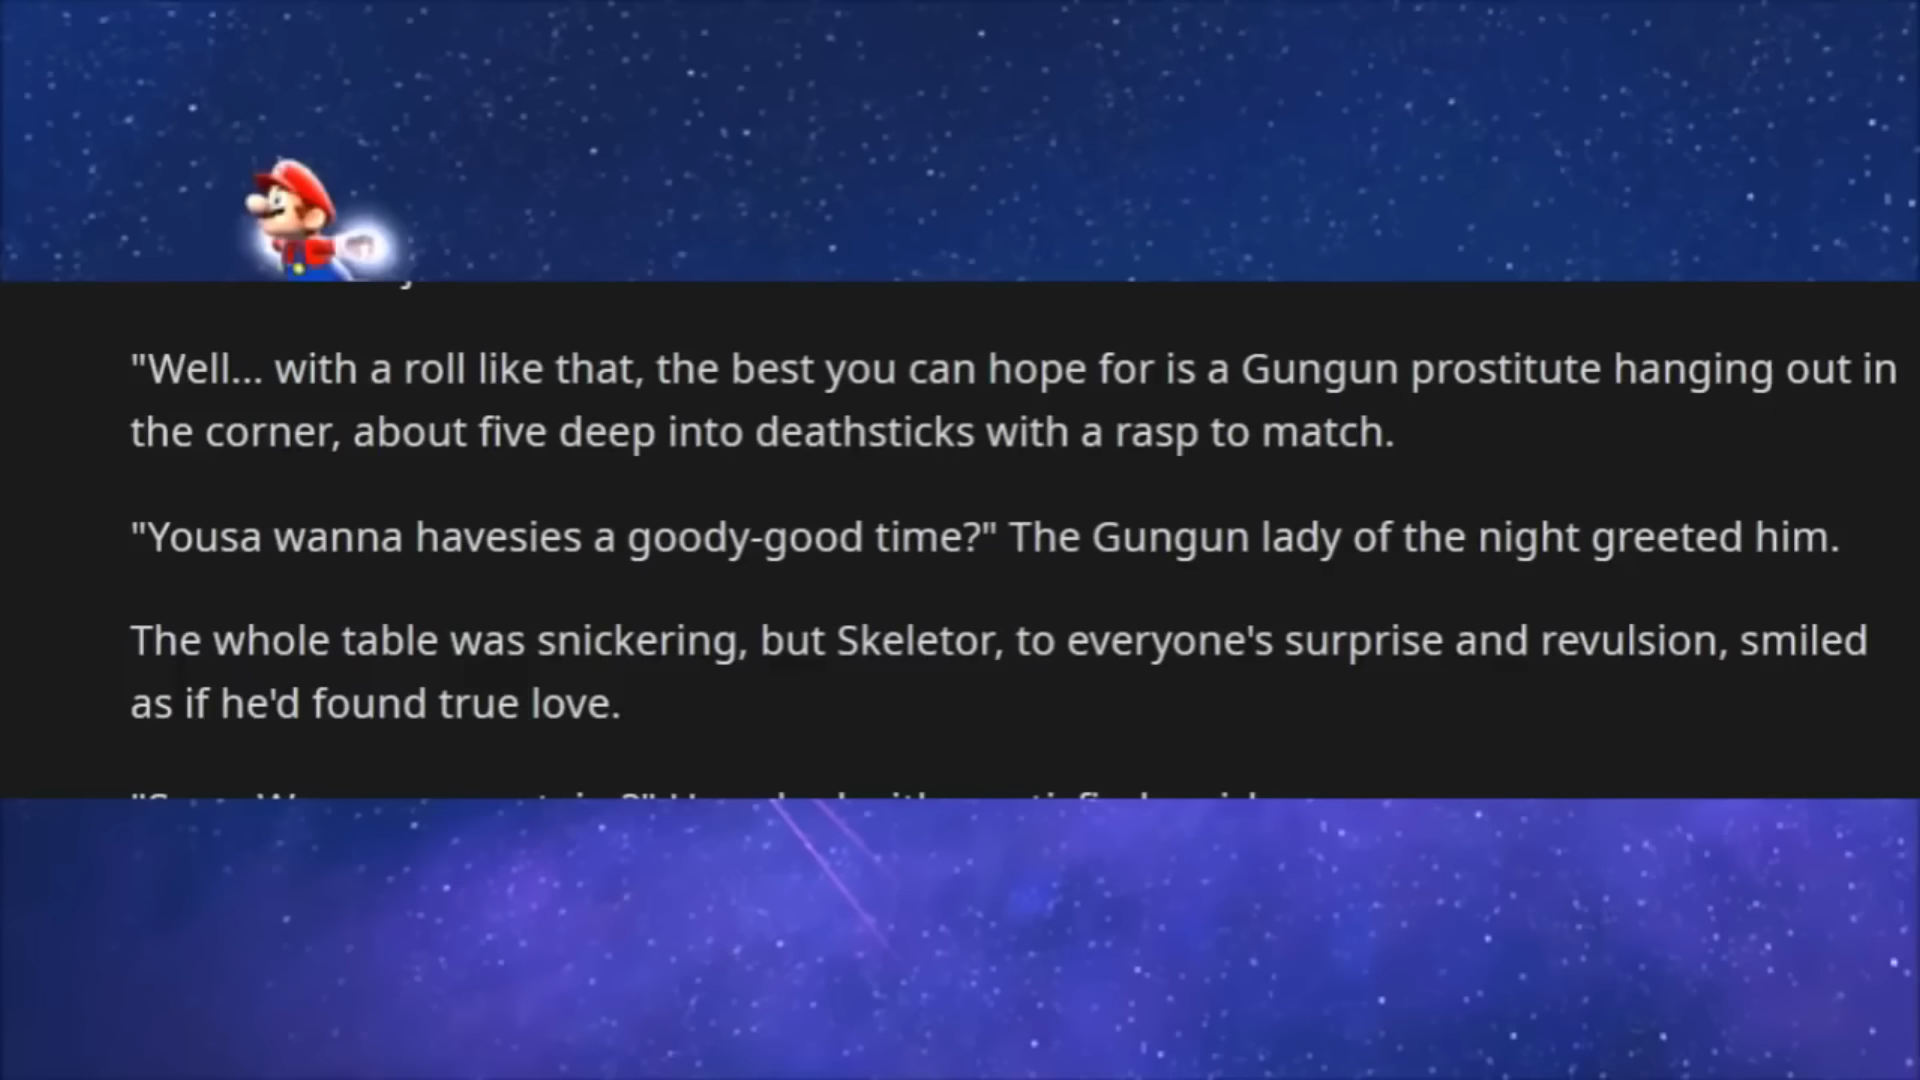 "Well... with a roll like that, the best you can hope for is a Gungun prostitute hanging out in
the corner, about five deep into deathsticks with a rasp to match.
"Yousa wanna havesies a goody-good time?" The Gungun lady of the night greeted him.
The whole table was snickering, but Skeletor, to everyone's surprise and revulsion, smiled
as if he'd found true love.